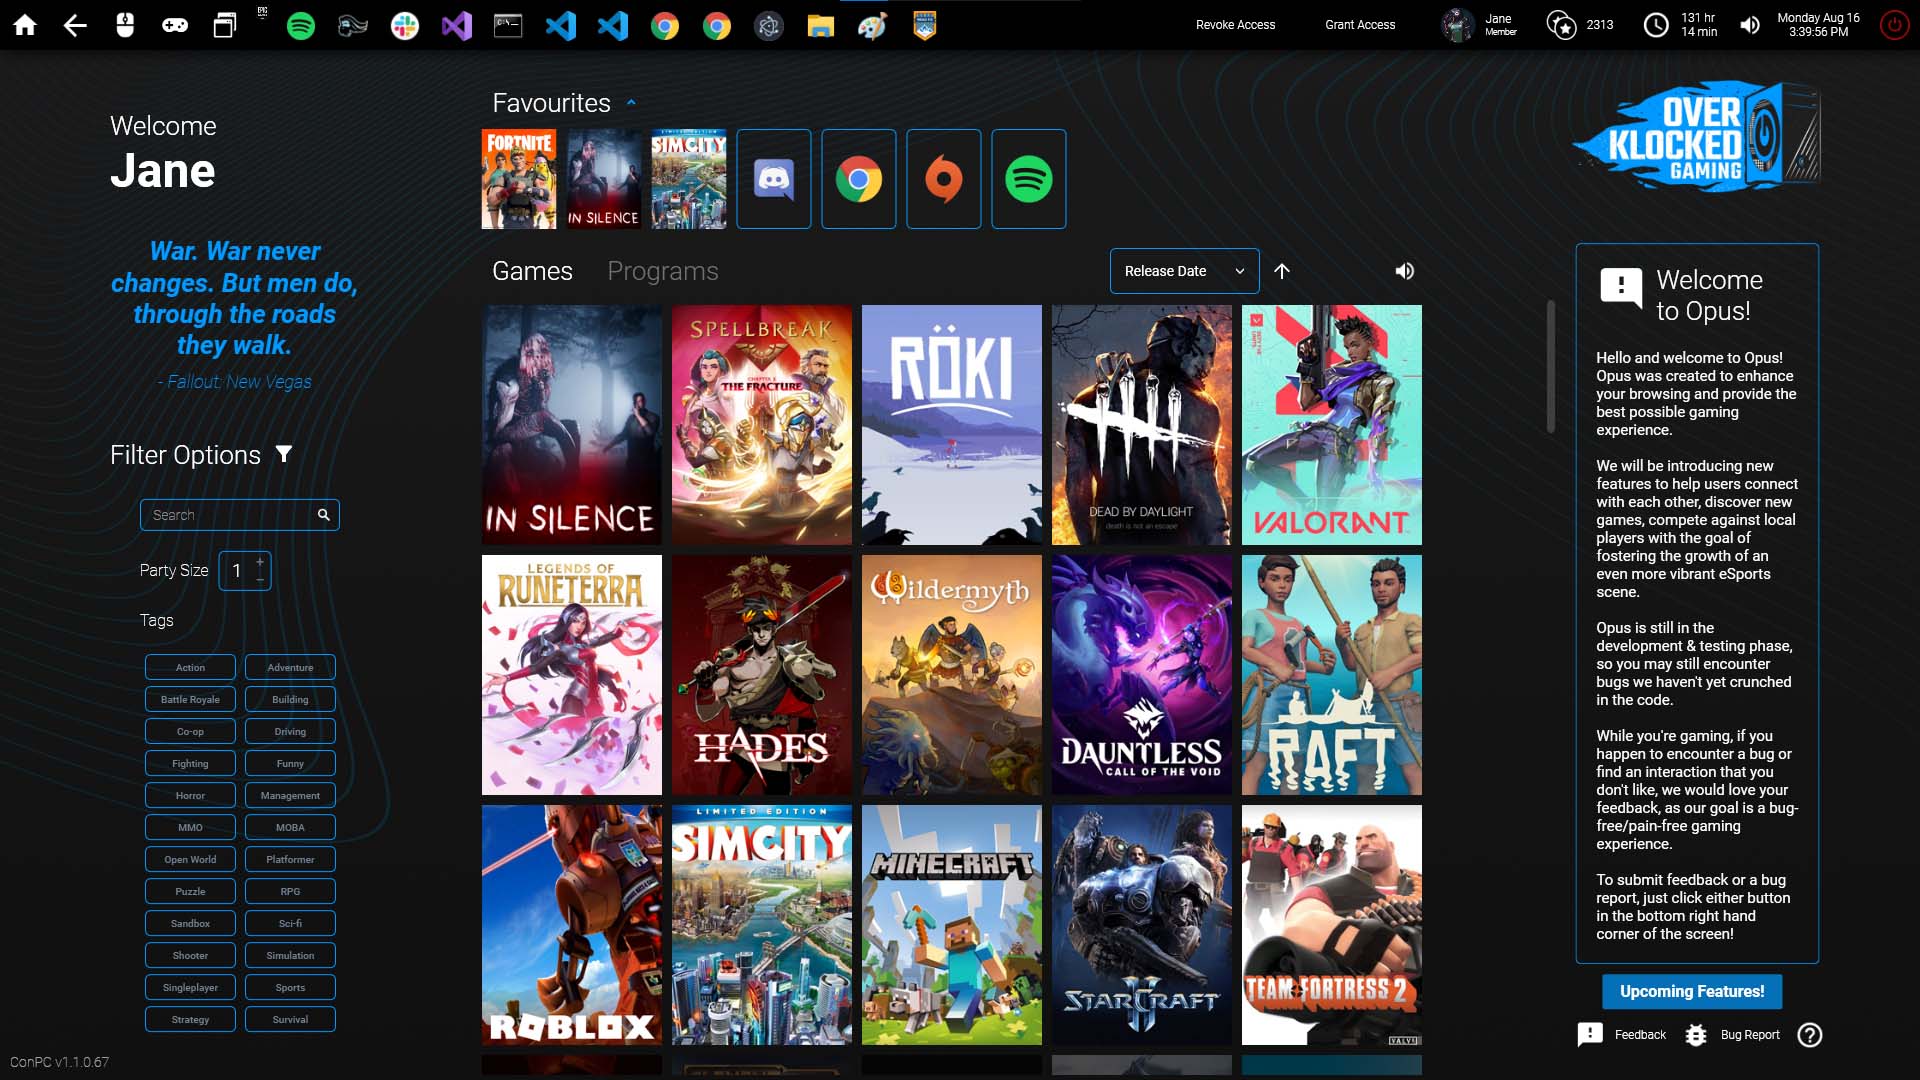 EPIC
GAMES
C:\_
Revoke Access
Grant Access
Jane
Member
2313
131 hr
14 min
Monday Aug 16
3:39:56 PM
Welcome
Jane
War. War never
changes. But men do,
through the roads
they walk.
- Fallout: New Vegas
Filter Options
Search
Party Size
1
+
−
Tags
Action
Adventure
Battle Royale
Building
Co-op
Driving
Fighting
Funny
Horror
Management
MMO
MOBA
Open World
Platformer
Puzzle
RPG
Sandbox
Sci-fi
Shooter
Simulation
Singleplayer
Sports
Strategy
Survival
ConPC v1.1.0.67
Favourites
FORTNITE
IN SILENCE
LIMITED EDITION
SIMCITY
Games
Programs
Release Date
IN SILENCE
SPELLBREAK
CHAPTER 2
THE FRACTURE
RÖKI
DEAD BY DAYLIGHT
death is not an escape
VALORANT
LEGENDS OF
RUNETERRA
HADES
Wildermyth
DAUNTLESS
CALL OF THE VOID
RAFT
ROBLOX
LIMITED EDITION
SIMCITY
MINECRAFT
STARCRAFT
II
TEAM FORTRESS 2
VALVE
OVER
KLOCKED
GAMING
Welcome
to Opus!
Hello and welcome to Opus!
Opus was created to enhance
your browsing and provide the
best possible gaming
experience.
We will be introducing new
features to help users connect
with each other, discover new
games, compete against local
players with the goal of
fostering the growth of an
even more vibrant eSports
scene.
Opus is still in the
development & testing phase,
so you may still encounter
bugs we haven't yet crunched
in the code.
While you're gaming, if you
happen to encounter a bug or
find an interaction that you
don't like, we would love your
feedback, as our goal is a bug-
free/pain-free gaming
experience.
To submit feedback or a bug
report, just click either button
in the bottom right hand
corner of the screen!
Upcoming Features!
Feedback
Bug Report
?